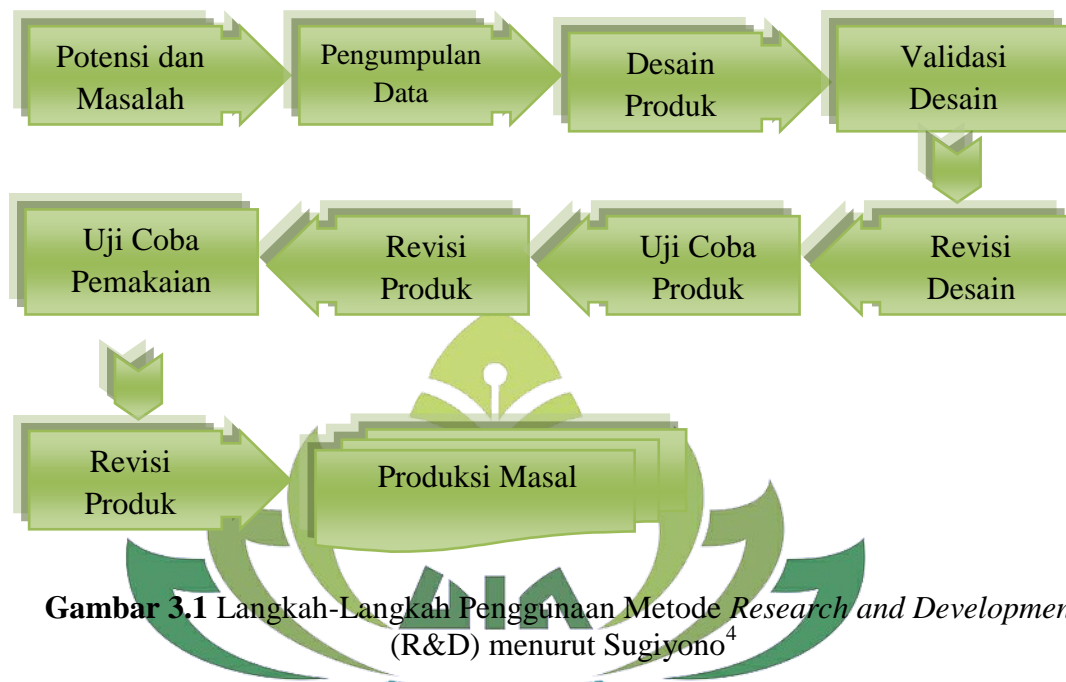 Potensi dan
Masalah
Pengumpulan
Data
Desain
Produk
Validasi
Desain
Uji Coba
Pemakaian
Revisi
Produk
Uji Coba
Produk
Revisi
Desain
Revisi
Produk
Produksi Masal
Gambar 3.1 Langkah-Langkah Penggunaan Metode Research and Developmen
(R&D) menurut Sugiyono⁴